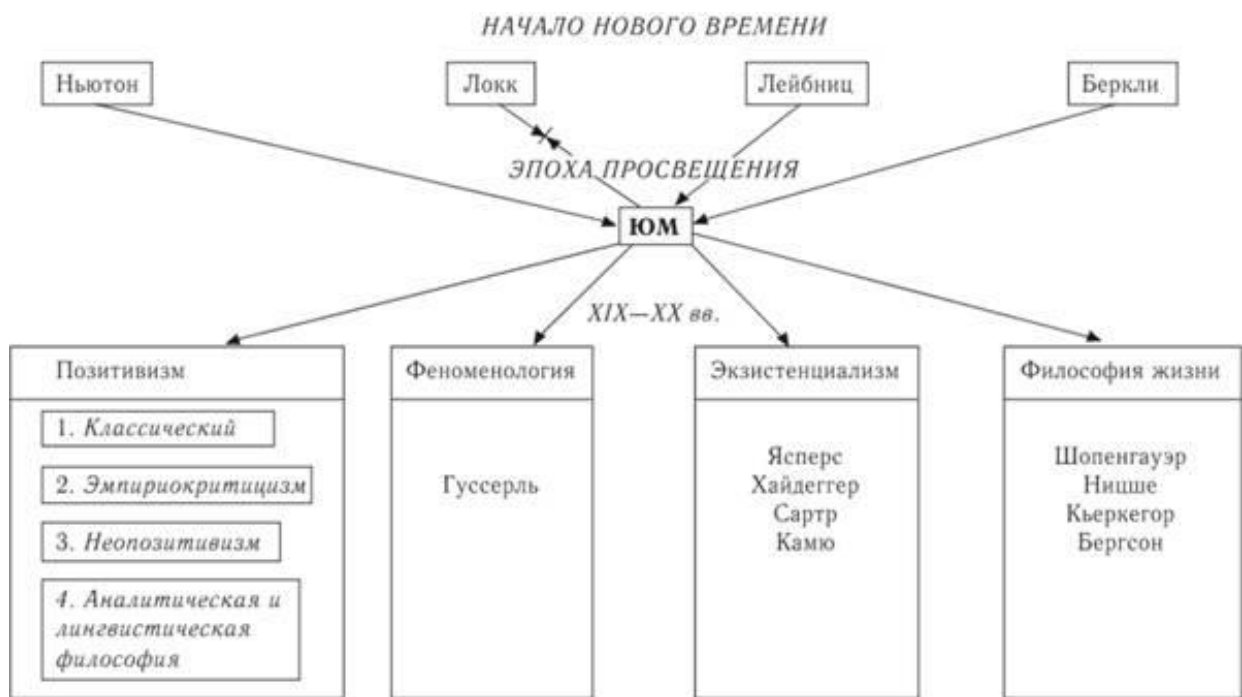 НАЧАЛО НОВОГО ВРЕМЕНИ
Ньютон
Локк
Лейбниц
Беркли
ЭПОХА ПРОСВЕЩЕНИЯ
ЮМ
XIX—XX вв.
Позитивизм
1. Классический
2. Эмпириокритицизм
3. Неопозитивизм
4. Аналитическая и
лингвистическая
философия
Феноменология
Гуссерль
Экзистенциализм
Ясперс
Хайдеггер
Сартр
Камю
Философия жизни
Шопенгауэр
Ницше
Кьеркегор
Бергсон